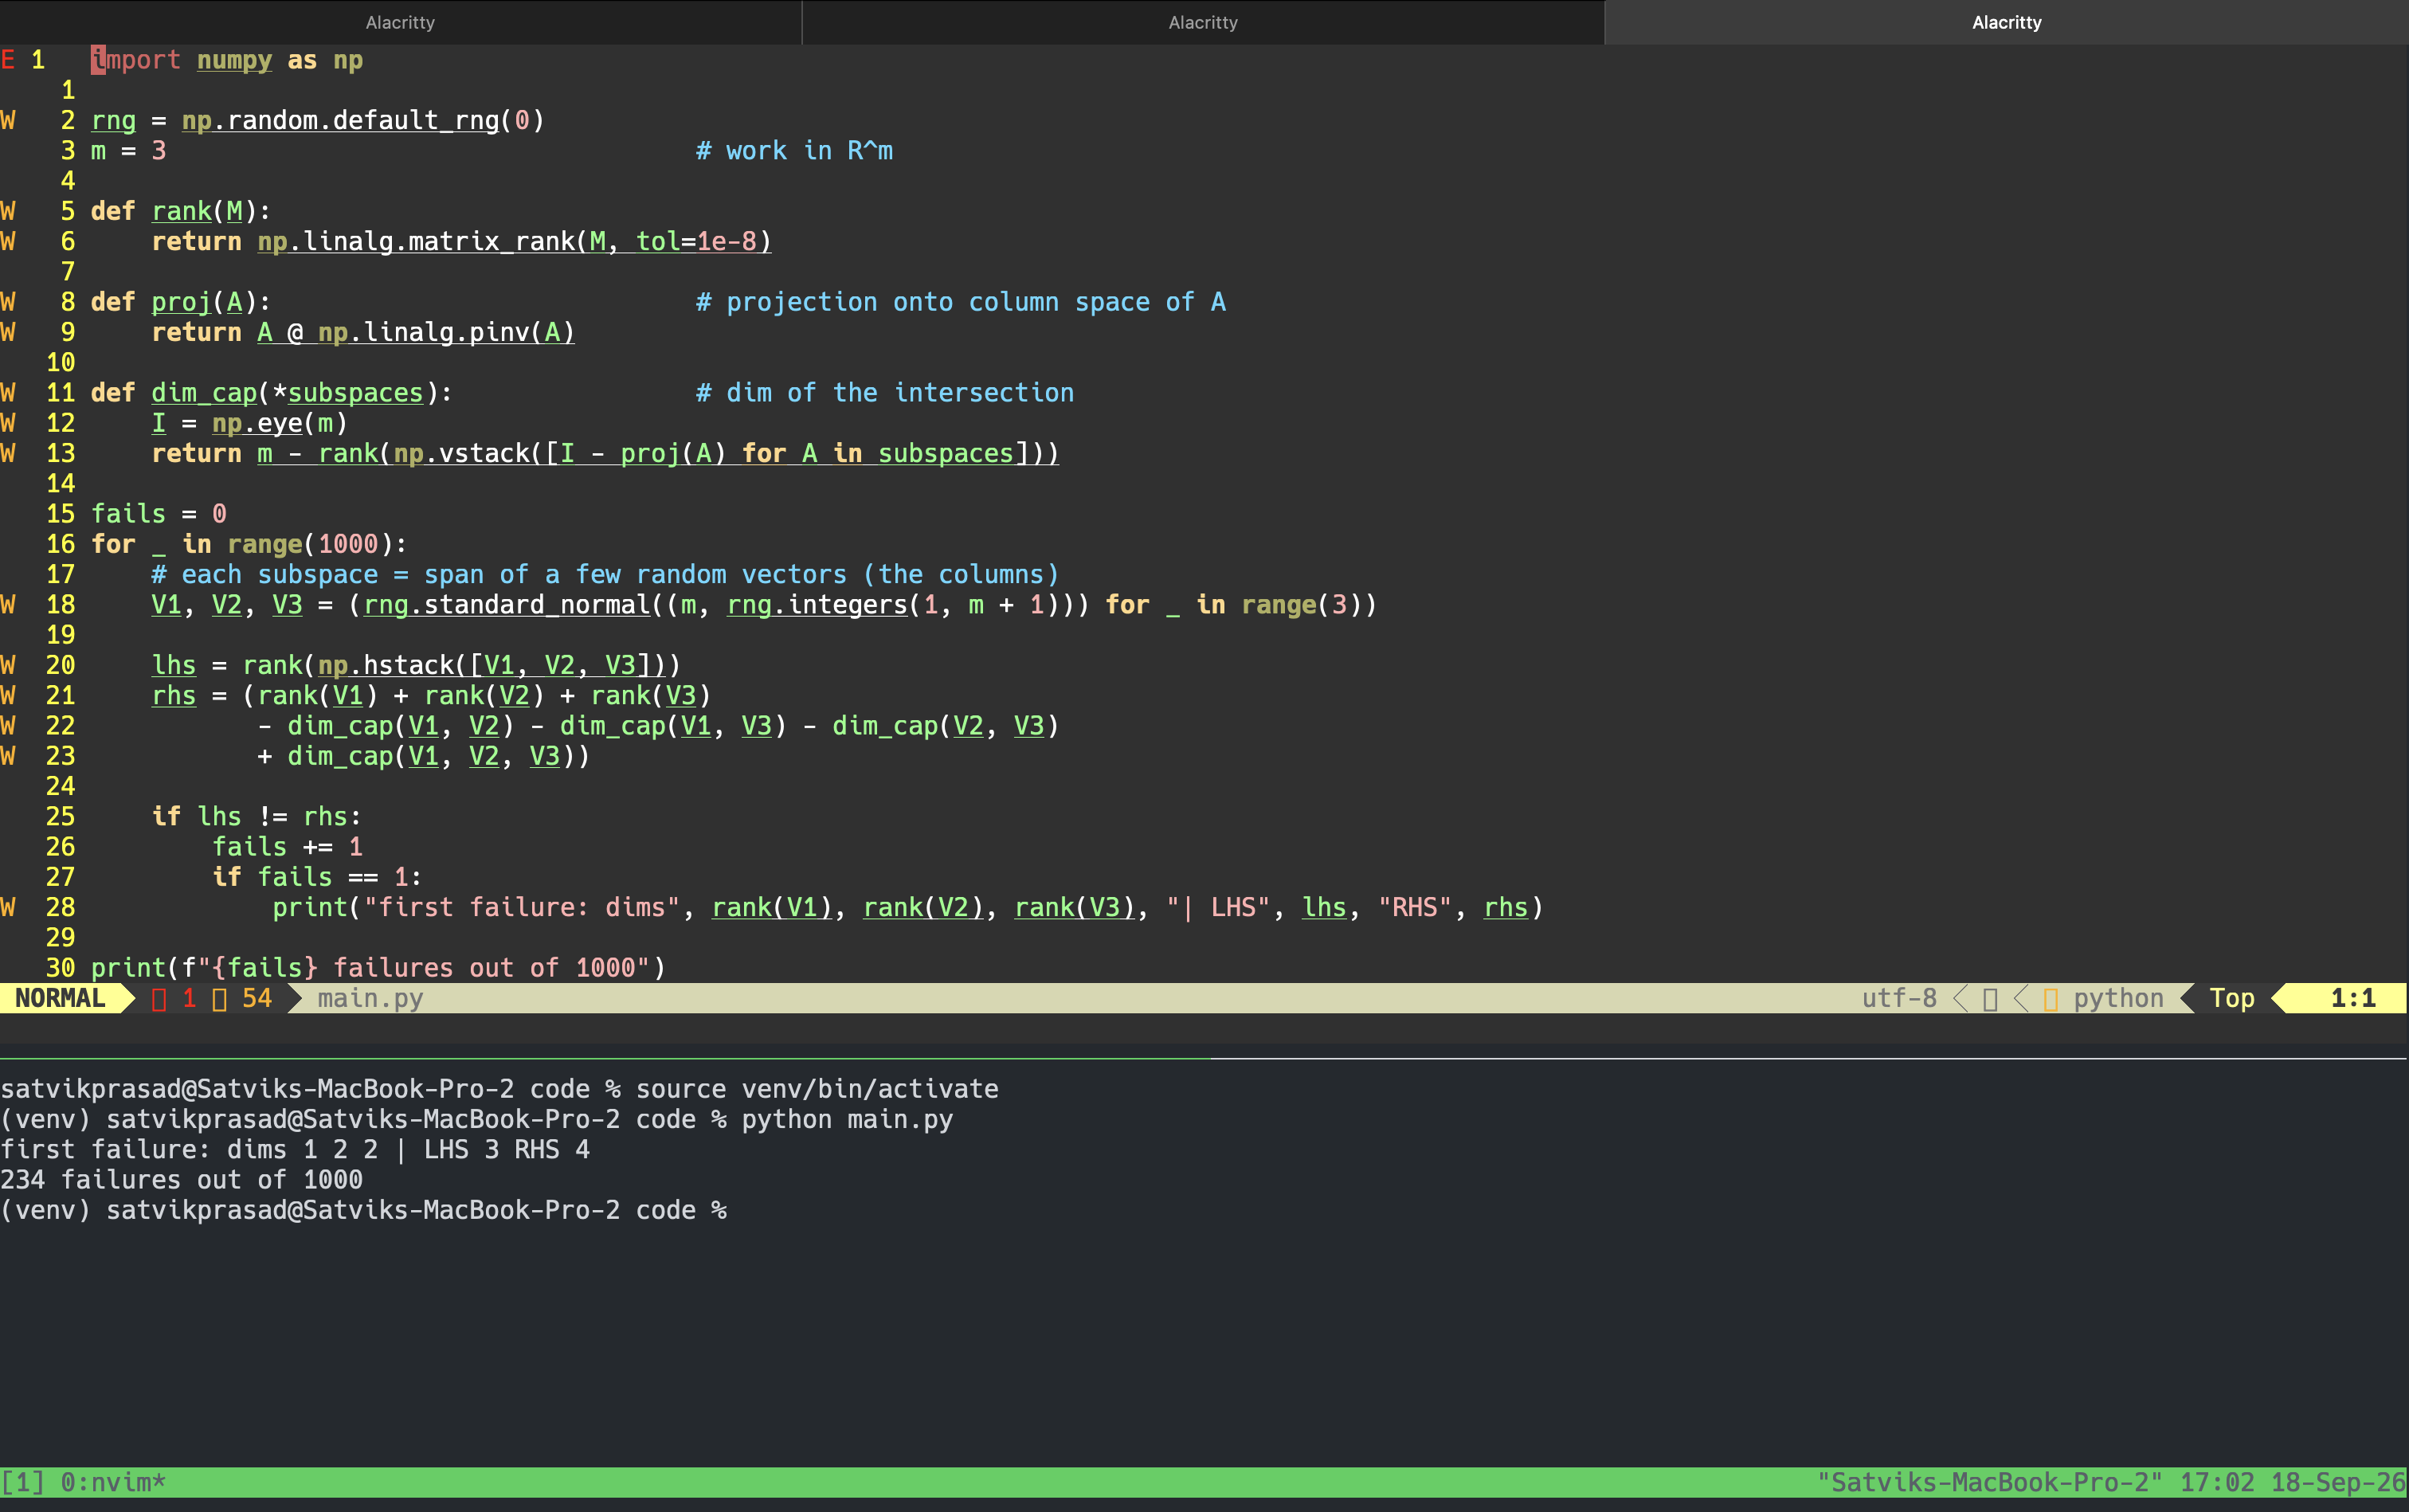 Alacritty Alacritty Alacritty
E 1 import numpy as np
1
W 2 rng = np.random.default_rng(0)
3 m = 3 # work in R^m
4
W 5 def rank(M):
W 6     return np.linalg.matrix_rank(M, tol=1e-8)
7
W 8 def proj(A): # projection onto column space of A
W 9     return A @ np.linalg.pinv(A)
10
W 11 def dim_cap(*subspaces): # dim of the intersection
W 12     I = np.eye(m)
W 13     return m - rank(np.vstack([I - proj(A) for A in subspaces]))
14
15 fails = 0
16 for _ in range(1000):
17     # each subspace = span of a few random vectors (the columns)
W 18     V1, V2, V3 = (rng.standard_normal((m, rng.integers(1, m + 1))) for _ in range(3))
19
W 20     lhs = rank(np.hstack([V1, V2, V3]))
W 21     rhs = (rank(V1) + rank(V2) + rank(V3)
W 22            - dim_cap(V1, V2) - dim_cap(V1, V3) - dim_cap(V2, V3)
W 23            + dim_cap(V1, V2, V3))
24
25     if lhs != rhs:
26         fails += 1
27         if fails == 1:
W 28             print("first failure: dims", rank(V1), rank(V2), rank(V3), "| LHS", lhs, "RHS", rhs)
29
30 print(f"{fails} failures out of 1000")
NORMAL 1 54 main.py utf-8 python Top 1:1
satvikprasad@Satviks-MacBook-Pro-2 code % source venv/bin/activate
(venv) satvikprasad@Satviks-MacBook-Pro-2 code % python main.py
first failure: dims 1 2 2 | LHS 3 RHS 4
234 failures out of 1000
(venv) satvikprasad@Satviks-MacBook-Pro-2 code %
[1] 0:nvim* "Satviks-MacBook-Pro-2" 17:02 18-Sep-26